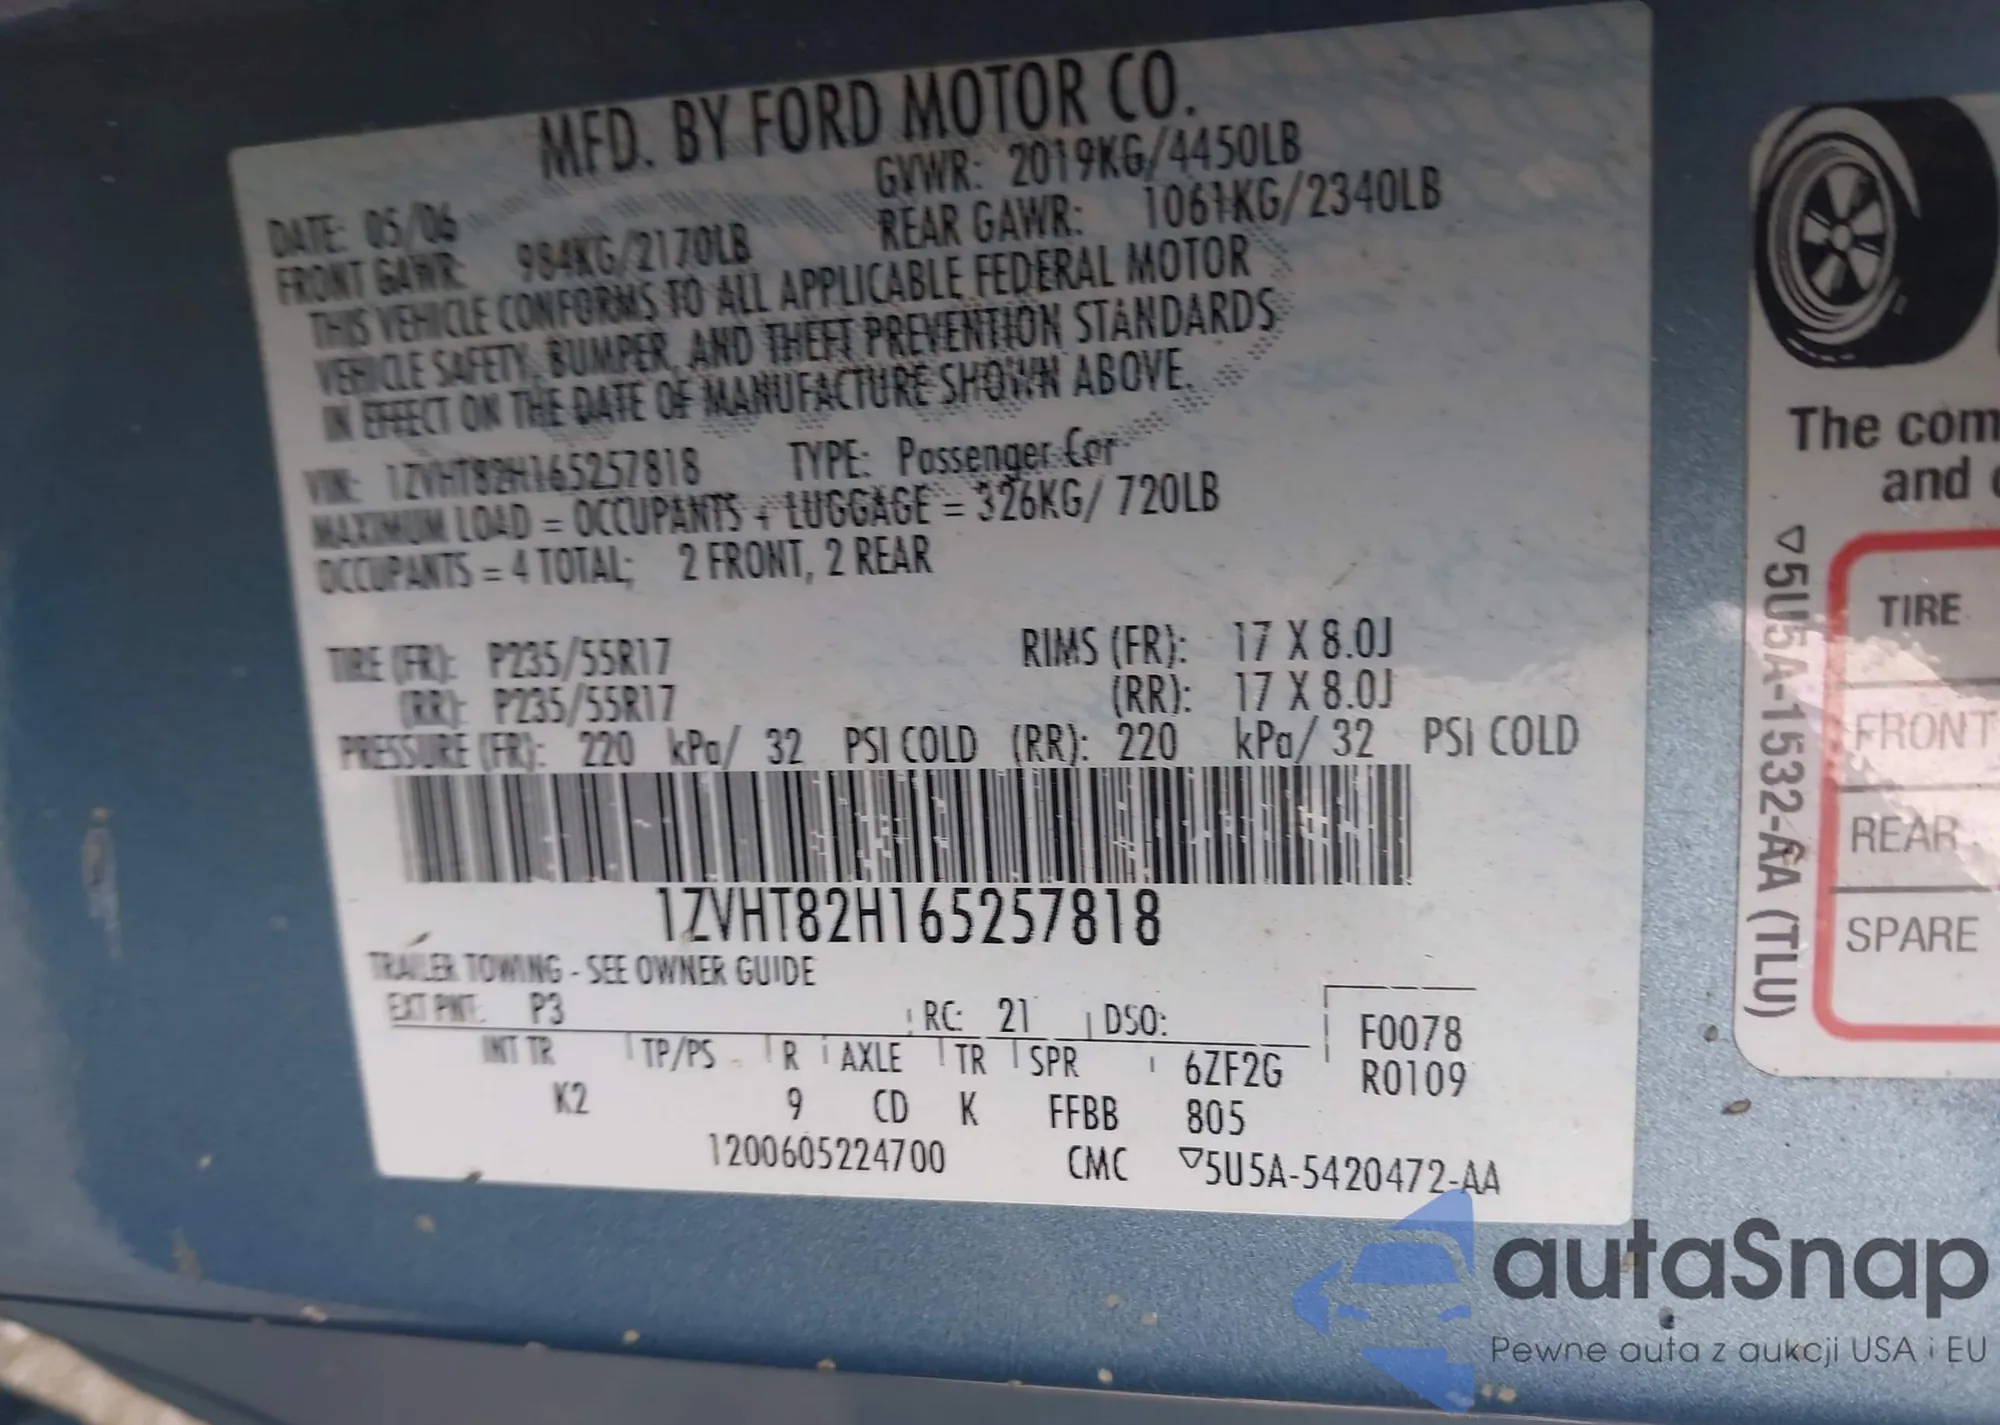 MFD. BY FORD MOTOR CO.
DATE: 05/06 GVWR: 2019KG/4450LB
FRONT GAWR: 984KG/2170LB REAR GAWR: 1061KG/2340LB
THIS VEHICLE CONFORMS TO ALL APPLICABLE FEDERAL MOTOR
VEHICLE SAFETY, BUMPER, AND THEFT PREVENTION STANDARDS
IN EFFECT ON THE DATE OF MANUFACTURE SHOWN ABOVE.
VIN: 1ZVHT82H165257818 TYPE: Passenger Car
MAXIMUM LOAD = OCCUPANTS + LUGGAGE = 326KG/ 720LB
OCCUPANTS = 4 TOTAL; 2 FRONT, 2 REAR
TIRE (FR): P235/55R17 RIMS (FR): 17 X 8.0J
(RR): P235/55R17 (RR): 17 X 8.0J
PRESSURE (FR): 220 kPa/ 32 PSI COLD (RR): 220 kPa/ 32 PSI COLD
1ZVHT82H165257818
TRAILER TOWING - SEE OWNER GUIDE
EXT PNT: P3 RC: 21 DSO: F0078
INT TR TP/PS R AXLE TR SPR 6ZF2G R0109
K2 9 CD K FFBB 805
1200605224700 CMC ▽5U5A-5420472-AA
The com
and
▽5U5A-1532-AA (TLU)
TIRE
FRONT
REAR
SPARE
autaSnap
Pewne auta z aukcji USA i EU